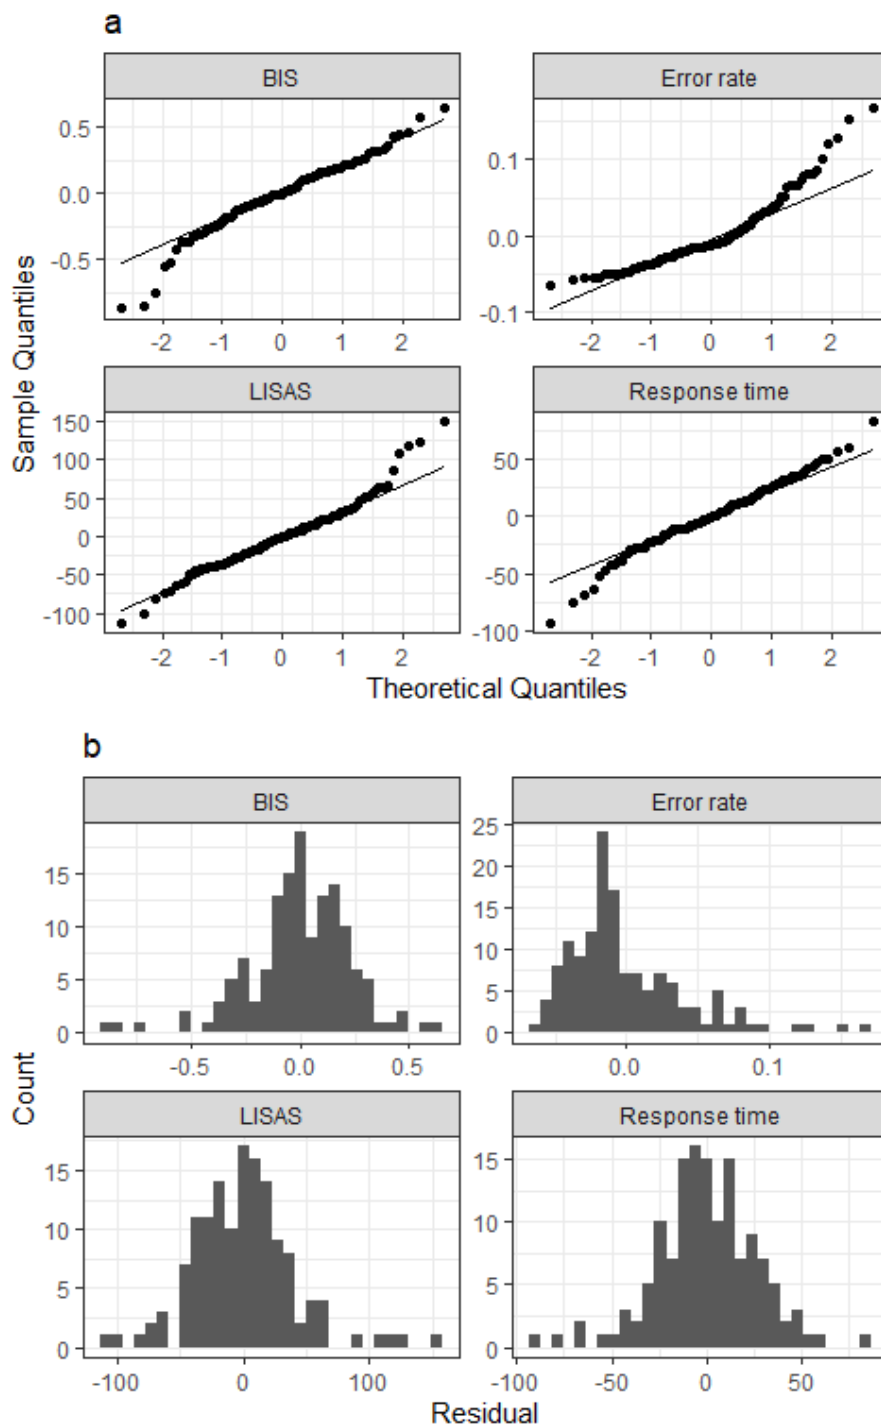 a
BIS
Error rate
0.5
0.0
-0.5
0.1
0.0
-0.1
-2 -1 0 1 2
-2 -1 0 1 2
LISAS
Response time
150
100
50
0
-50
-100
50
0
-50
-100
-2 -1 0 1 2
-2 -1 0 1 2
Sample Quantiles
Theoretical Quantiles
b
BIS
Error rate
15
10
5
0
25
20
15
10
5
0
-0.5 0.0 0.5
0.0 0.1
LISAS
Response time
15
10
5
0
15
10
5
0
-100 0 100
-100 -50 0 50
Count
Residual